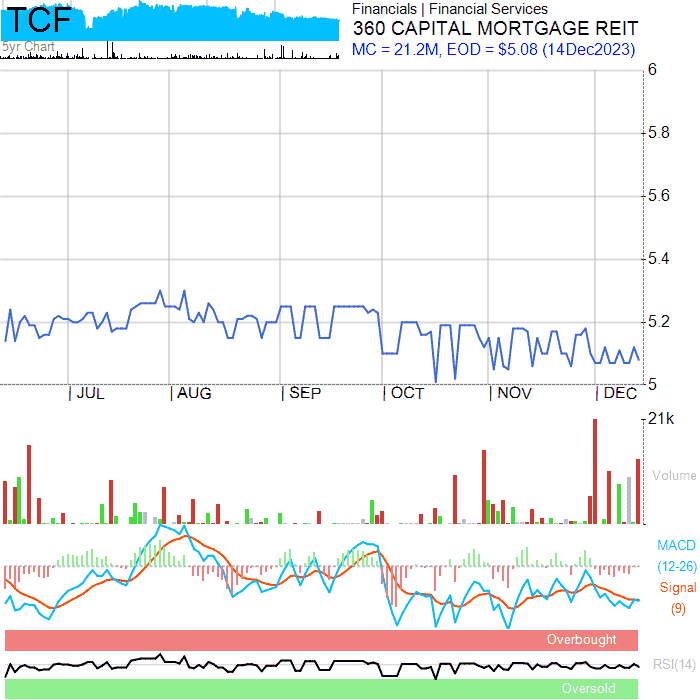 TCF
5yr Chart
Financials | Financial Services
360 CAPITAL MORTGAGE REIT
MC = 21.2M, EOD = $5.08 (14Dec2023)
6
5.8
5.6
5.4
5.2
5
| JUL | AUG | SEP | OCT | NOV | DEC
21k
Volume
MACD
(12-26)
Signal
(9)
Overbought
RSI(14)
Oversold